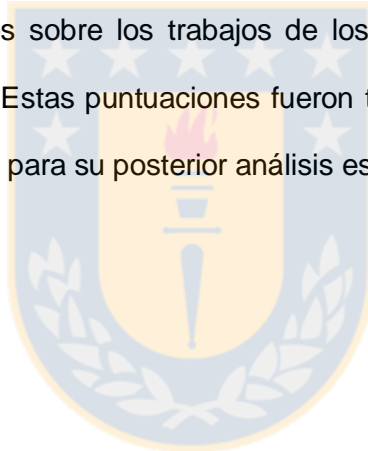 s sobre los trabajos de los
Estas puntuaciones fueron t
para su posterior análisis es